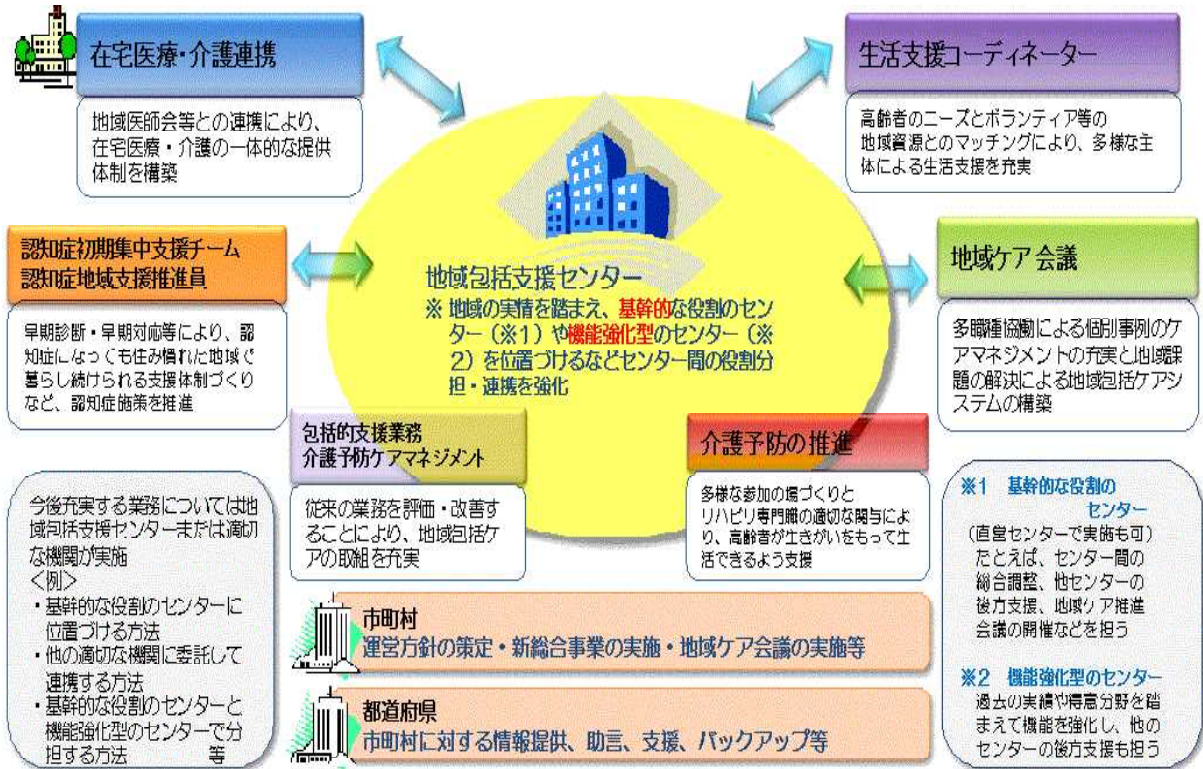 在宅医療・介護連携
地域医師会等との連携により、
在宅医療・介護の一体的な提供
体制を構築
生活支援コーディネーター
高齢者のニーズとボランティア等の
地域資源とのマッチングにより、多様な主
体による生活支援を充実
認知症初期集中支援チーム
認知症地域支援推進員
早期診断・早期対応等により、認
知症になっても住み慣れた地域で
暮らし続けられる支援体制づくり
など、認知症施策を推進
地域包括支援センター
※ 地域の実情を踏まえ、基幹的な役割のセン
ター（※1）や機能強化型のセンター（※
2）を位置づけるなどセンター間の役割分
担・連携を強化
地域ケア会議
多職種協働による個別事例のケ
アマネジメントの充実と地域課
題の解決による地域包括ケアシ
ステムの構築
包括的支援業務
介護予防ケアマネジメント
従来の業務を評価・改善す
ることにより、地域包括ケ
アの取組を充実
介護予防の推進
多様な参加の場づくりと
リハビリ専門職の適切な関与によ
り、高齢者が生きがいをもって生
活できるよう支援
今後充実する業務については地
域包括支援センターまたは適切
な機関が実施
＜例＞
・基幹的な役割のセンターに
位置づける方法
・他の適切な機関に委託して
連携する方法
・基幹的な役割のセンターと
機能強化型のセンターで分
担する方法 等
市町村
運営方針の策定・新総合事業の実施・地域ケア会議の実施等
都道府県
市町村に対する情報提供、助言、支援、バックアップ等
※1 基幹的な役割の
センター
（直営センターで実施も可）
たとえば、センター間の
総合調整、他センターの
後方支援、地域ケア推進
会議の開催などを担う
※2 機能強化型のセンター
過去の実績や得意分野を踏
まえて機能を強化し、他の
センターの後方支援も担う